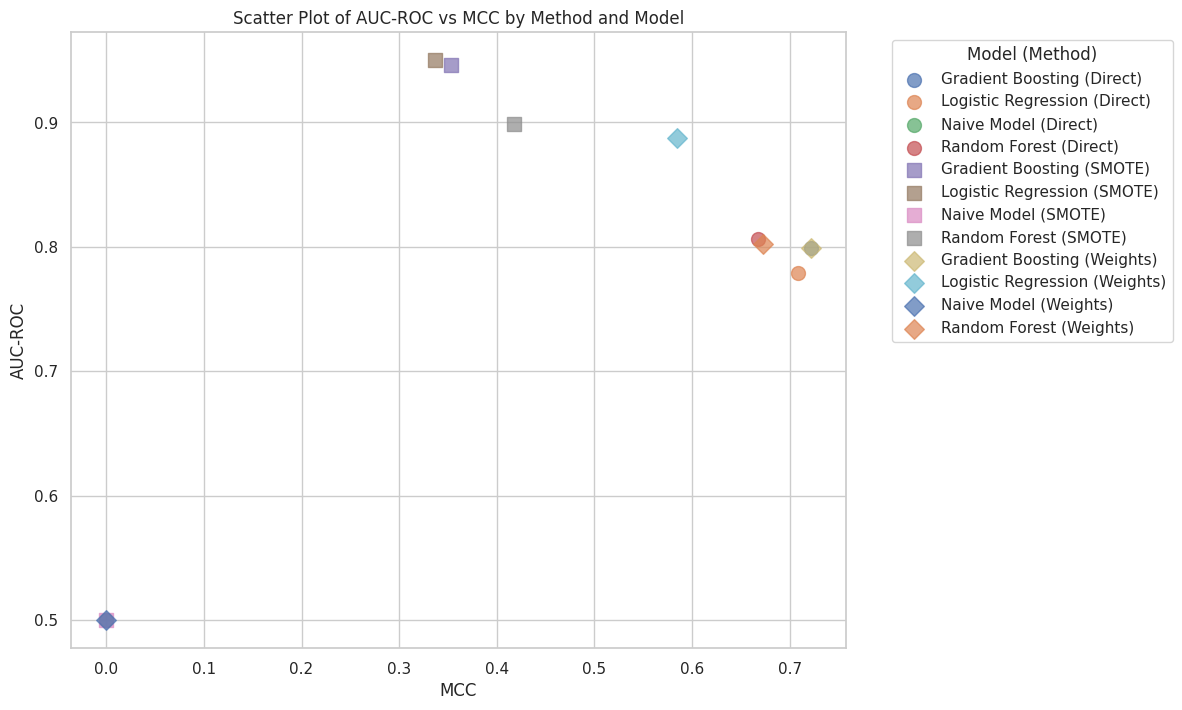 Scatter Plot of AUC-ROC vs MCC by Method and Model
Model (Method)
Gradient Boosting (Direct)
Logistic Regression (Direct)
Naive Model (Direct)
Random Forest (Direct)
Gradient Boosting (SMOTE)
Logistic Regression (SMOTE)
Naive Model (SMOTE)
Random Forest (SMOTE)
Gradient Boosting (Weights)
Logistic Regression (Weights)
Naive Model (Weights)
Random Forest (Weights)
AUC-ROC
0.9
0.8
0.7
0.6
0.5
0.0 0.1 0.2 0.3 0.4 0.5 0.6 0.7
MCC